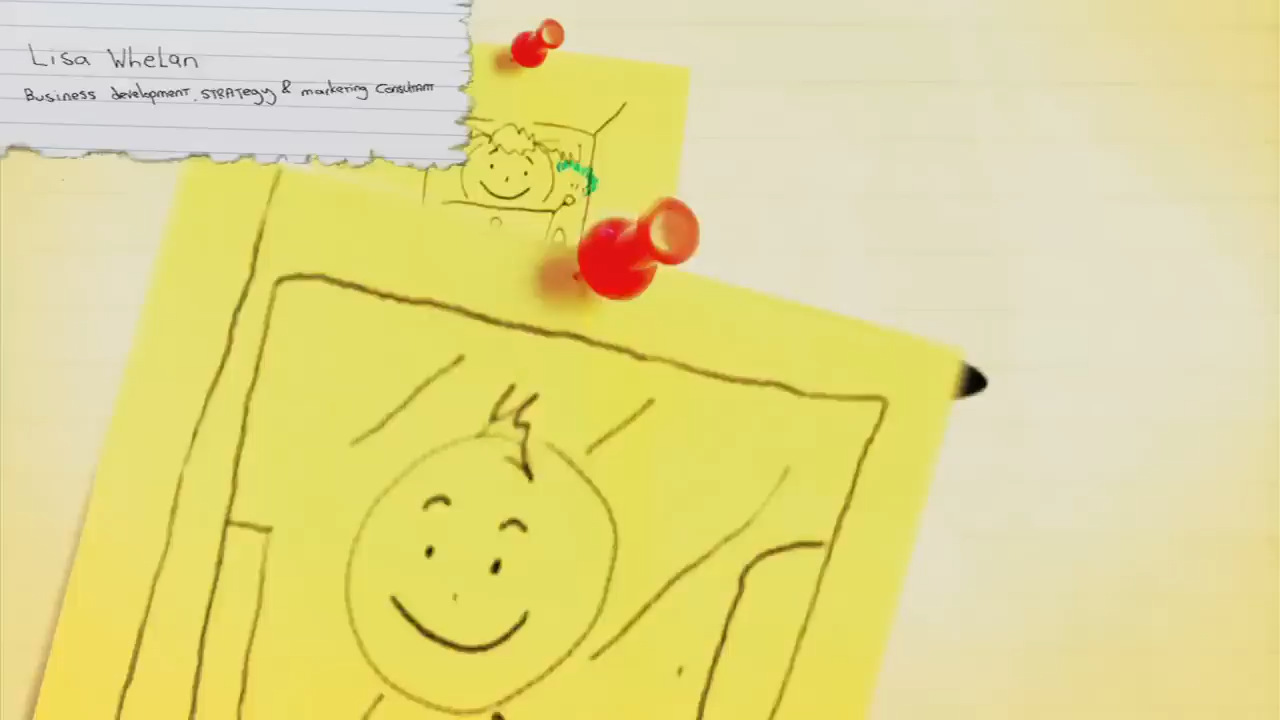 Lisa Whelan
Business development, STRATegy & marketing Consultant